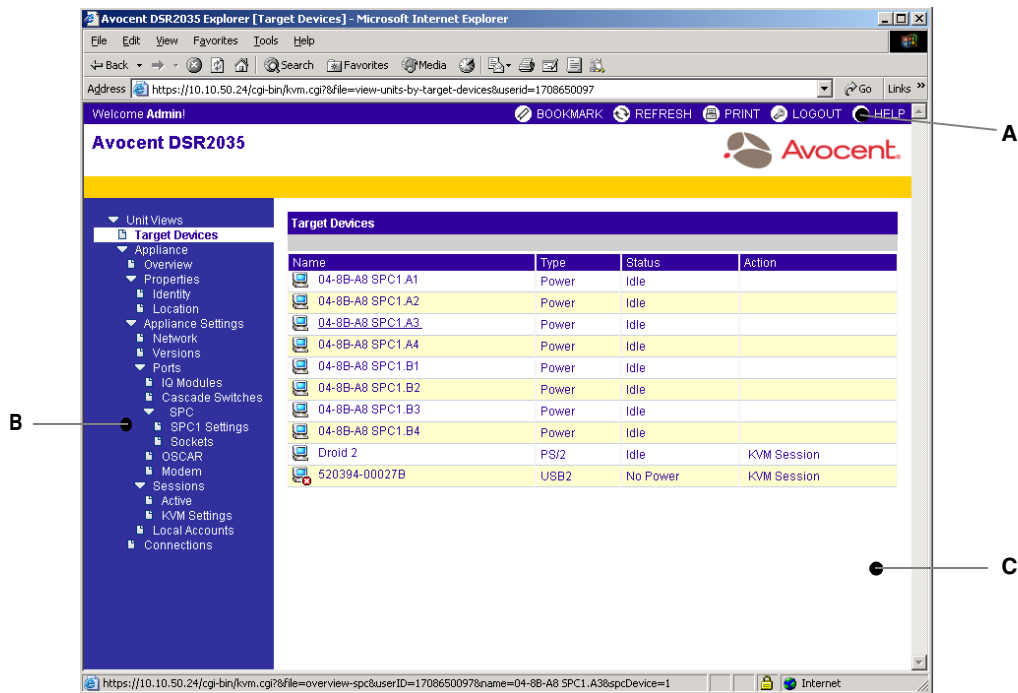 Avocent DSR2035 Explorer [Target Devices] - Microsoft Internet Explorer
File Edit View Favorites Tools Help
Back Search Favorites Media
Address https://10.10.50.24/cgi-bin/kvm.cgi?&file=view-units-by-target-devices&userid=1708650097 Go Links »
Welcome Admin! BOOKMARK REFRESH PRINT LOGOUT HELP
A
Avocent DSR2035
Avocent.
Unit Views
Target Devices
Appliance
Overview
Properties
Identity
Location
Appliance Settings
Network
Versions
Ports
IQ Modules
Cascade Switches
SPC
SPC1 Settings
Sockets
OSCAR
Modem
Sessions
Active
KVM Settings
Local Accounts
Connections
B
Target Devices
Name Type Status Action
04-8B-A8 SPC1.A1 Power Idle
04-8B-A8 SPC1.A2 Power Idle
04-8B-A8 SPC1.A3 Power Idle
04-8B-A8 SPC1.A4 Power Idle
04-8B-A8 SPC1.B1 Power Idle
04-8B-A8 SPC1.B2 Power Idle
04-8B-A8 SPC1.B3 Power Idle
04-8B-A8 SPC1.B4 Power Idle
Droid 2 PS/2 Idle KVM Session
520394-00027B USB2 No Power KVM Session
C
https://10.10.50.24/cgi-bin/kvm.cgi?&file=overview-spc&userID=1708650097&name=04-8B-A8 SPC1.A3&spcDevice=1 Internet